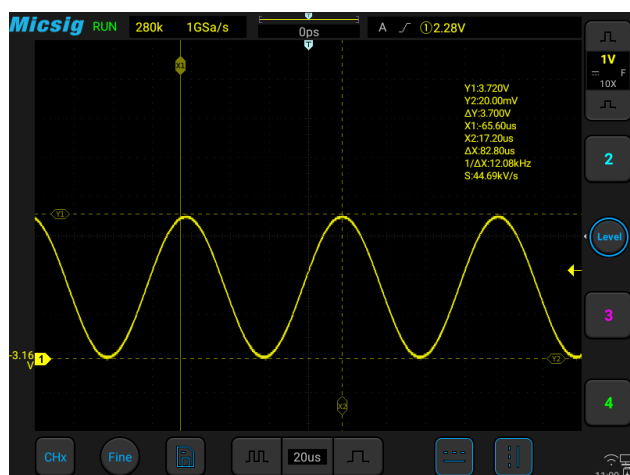 Micsig RUN 280k 1GSa/s T 0ps A ①2.28V
T
X1
1V
F
10X
Y1:3.720V
Y2:20.00mV
ΔY:3.700V
X1:-65.60us
X2:17.20us
ΔX:82.80us
1/ΔX:12.08kHz
S:44.69kV/s
2
Y1
Level
3
-3.16
V
1
Y2
X2
4
CHx
Fine
20us
11:00